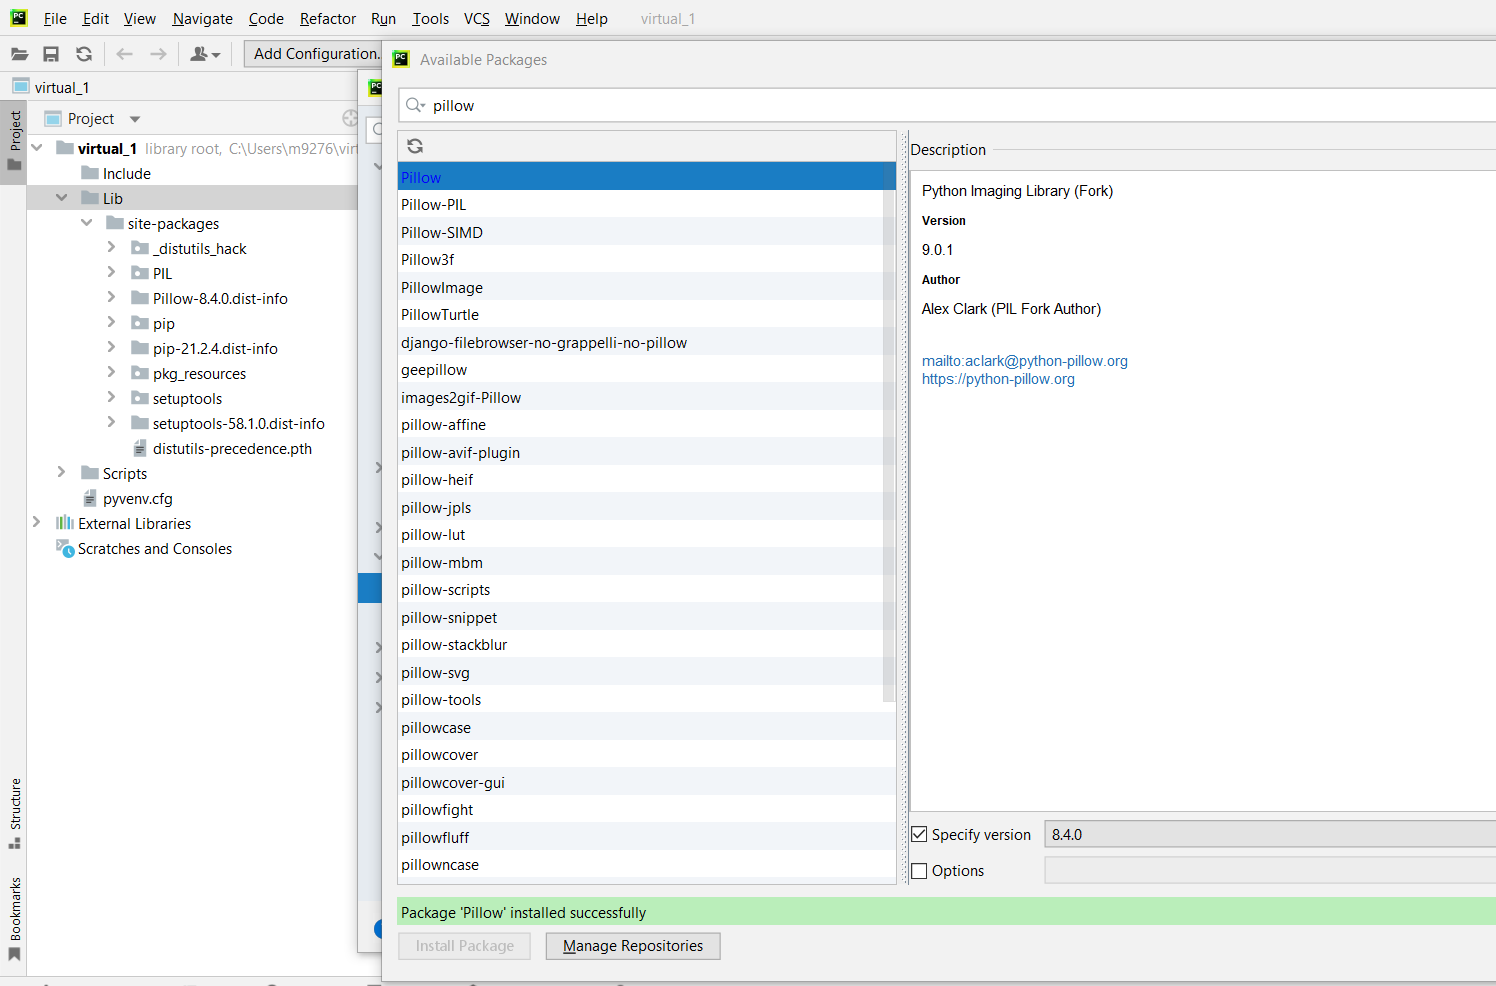 File Edit View Navigate Code Refactor Run Tools VCS Window Help virtual_1
Add Configuration.
virtual_1
Project
Project
virtual_1 library root, C:\Users\m9276\virt
Include
Lib
site-packages
_distutils_hack
PIL
Pillow-8.4.0.dist-info
pip
pip-21.2.4.dist-info
pkg_resources
setuptools
setuptools-58.1.0.dist-info
distutils-precedence.pth
Scripts
pyvenv.cfg
External Libraries
Scratches and Consoles
Structure
Bookmarks
Available Packages
pillow
Pillow
Pillow-PIL
Pillow-SIMD
Pillow3f
PillowImage
PillowTurtle
django-filebrowser-no-grappelli-no-pillow
geepillow
images2gif-Pillow
pillow-affine
pillow-avif-plugin
pillow-heif
pillow-jpls
pillow-lut
pillow-mbm
pillow-scripts
pillow-snippet
pillow-stackblur
pillow-svg
pillow-tools
pillowcase
pillowcover
pillowcover-gui
pillowfight
pillowfluff
pillowncase
Description
Python Imaging Library (Fork)
Version
9.0.1
Author
Alex Clark (PIL Fork Author)
mailto:aclark@python-pillow.org
https://python-pillow.org
Specify version 8.4.0
Options
Package 'Pillow' installed successfully
Install Package Manage Repositories